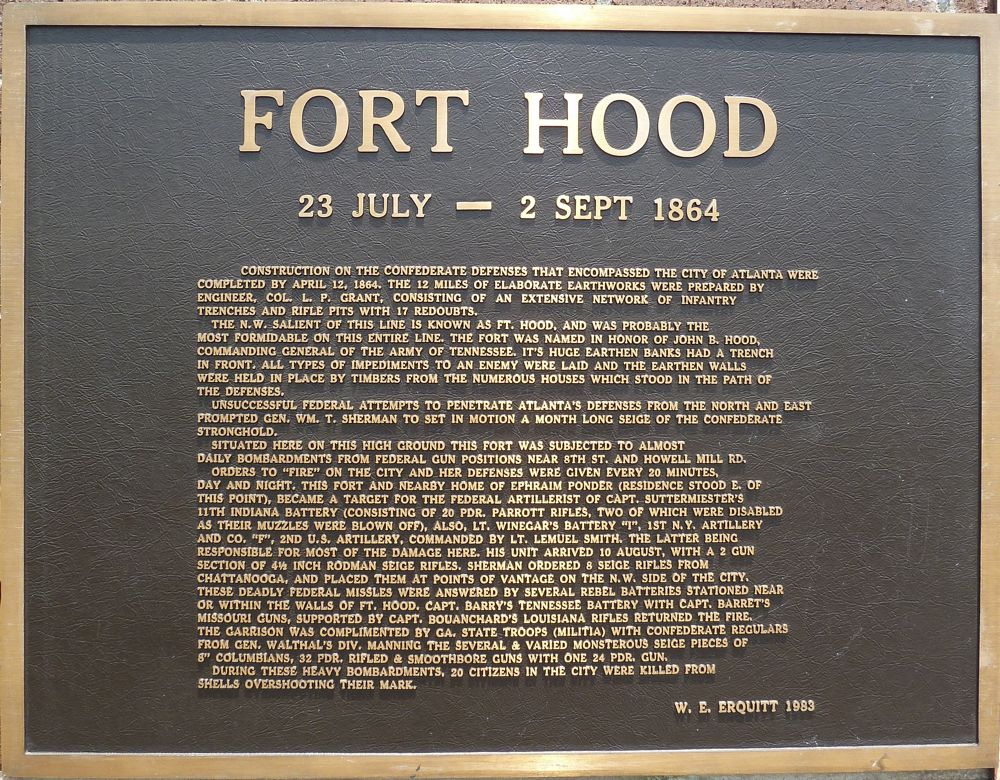 FORT HOOD
23 JULY — 2 SEPT 1864
CONSTRUCTION ON THE CONFEDERATE DEFENSES THAT ENCOMPASSED THE CITY OF ATLANTA WERE
COMPLETED BY APRIL 12, 1864. THE 12 MILES OF ELABORATE EARTHWORKS WERE PREPARED BY
ENGINEER, COL. L. P. GRANT, CONSISTING OF AN EXTENSIVE NETWORK OF INFANTRY
TRENCHES AND RIFLE PITS WITH 17 REDOUBTS.
THE N.W. SALIENT OF THIS LINE IS KNOWN AS FT. HOOD, AND WAS PROBABLY THE
MOST FORMIDABLE ON THIS ENTIRE LINE. THE FORT WAS NAMED IN HONOR OF JOHN B. HOOD,
COMMANDING GENERAL OF THE ARMY OF TENNESSEE. IT'S HUGE EARTHEN BANKS HAD A TRENCH
IN FRONT. ALL TYPES OF IMPEDIMENTS TO AN ENEMY WERE LAID AND THE EARTHEN WALLS
WERE HELD IN PLACE BY TIMBERS FROM THE NUMEROUS HOUSES WHICH STOOD IN THE PATH OF
THE DEFENSES.
UNSUCCESSFUL FEDERAL ATTEMPTS TO PENETRATE ATLANTA'S DEFENSES FROM THE NORTH AND EAST
PROMPTED GEN. WM. T. SHERMAN TO SET IN MOTION A MONTH LONG SEIGE OF THE CONFEDERATE
STRONGHOLD.
SITUATED HERE ON THIS HIGH GROUND THIS FORT WAS SUBJECTED TO ALMOST
DAILY BOMBARDMENTS FROM FEDERAL GUN POSITIONS NEAR 8TH ST. AND HOWELL MILL RD.
ORDERS TO "FIRE" ON THE CITY AND HER DEFENSES WERE GIVEN EVERY 20 MINUTES,
DAY AND NIGHT. THIS FORT AND NEARBY HOME OF EPHRAIM PONDER (RESIDENCE STOOD E. OF
THIS POINT), BECAME A TARGET FOR THE FEDERAL ARTILLERIST OF CAPT. SUTTERMIESTER'S
11TH INDIANA BATTERY (CONSISTING OF 20 PDR. PARROTT RIFLES, TWO OF WHICH WERE DISABLED
AS THEIR MUZZLES WERE BLOWN OFF), ALSO, LT. WINEGAR'S BATTERY "I", 1ST N.Y. ARTILLERY
AND CO. "F", 2ND U.S. ARTILLERY, COMMANDED BY LT. LEMUEL SMITH. THE LATTER BEING
RESPONSIBLE FOR MOST OF THE DAMAGE HERE. HIS UNIT ARRIVED 10 AUGUST, WITH A 2 GUN
SECTION OF 4½ INCH RODMAN SEIGE RIFLES. SHERMAN ORDERED 8 SEIGE RIFLES FROM
CHATTANOOGA, AND PLACED THEM AT POINTS OF VANTAGE ON THE N.W. SIDE OF THE CITY.
THESE DEADLY FEDERAL MISSLES WERE ANSWERED BY SEVERAL REBEL BATTERIES STATIONED NEAR
OR WITHIN THE WALLS OF FT. HOOD. CAPT. BARRY'S TENNESSEE BATTERY WITH CAPT. BARRET'S
MISSOURI GUNS, SUPPORTED BY CAPT. BOUANCHARD'S LOUISIANA RIFLES RETURNED THE FIRE.
THE GARRISON WAS COMPLIMENTED BY GA. STATE TROOPS (MILITIA) WITH CONFEDERATE REGULARS
FROM GEN. WALTHAL'S DIV. MANNING THE SEVERAL & VARIED MONSTEROUS SEIGE PIECES OF
COLUMBIANS, 32 PDR. RIFLED & SMOOTHBORE GUNS WITH ONE 24 PDR. GUN.
DURING THESE HEAVY BOMBARDMENTS, 20 CITIZENS IN THE CITY WERE KILLED FROM
SHELLS OVERSHOOTING THEIR MARK.
W. E. ERQUITT 1983